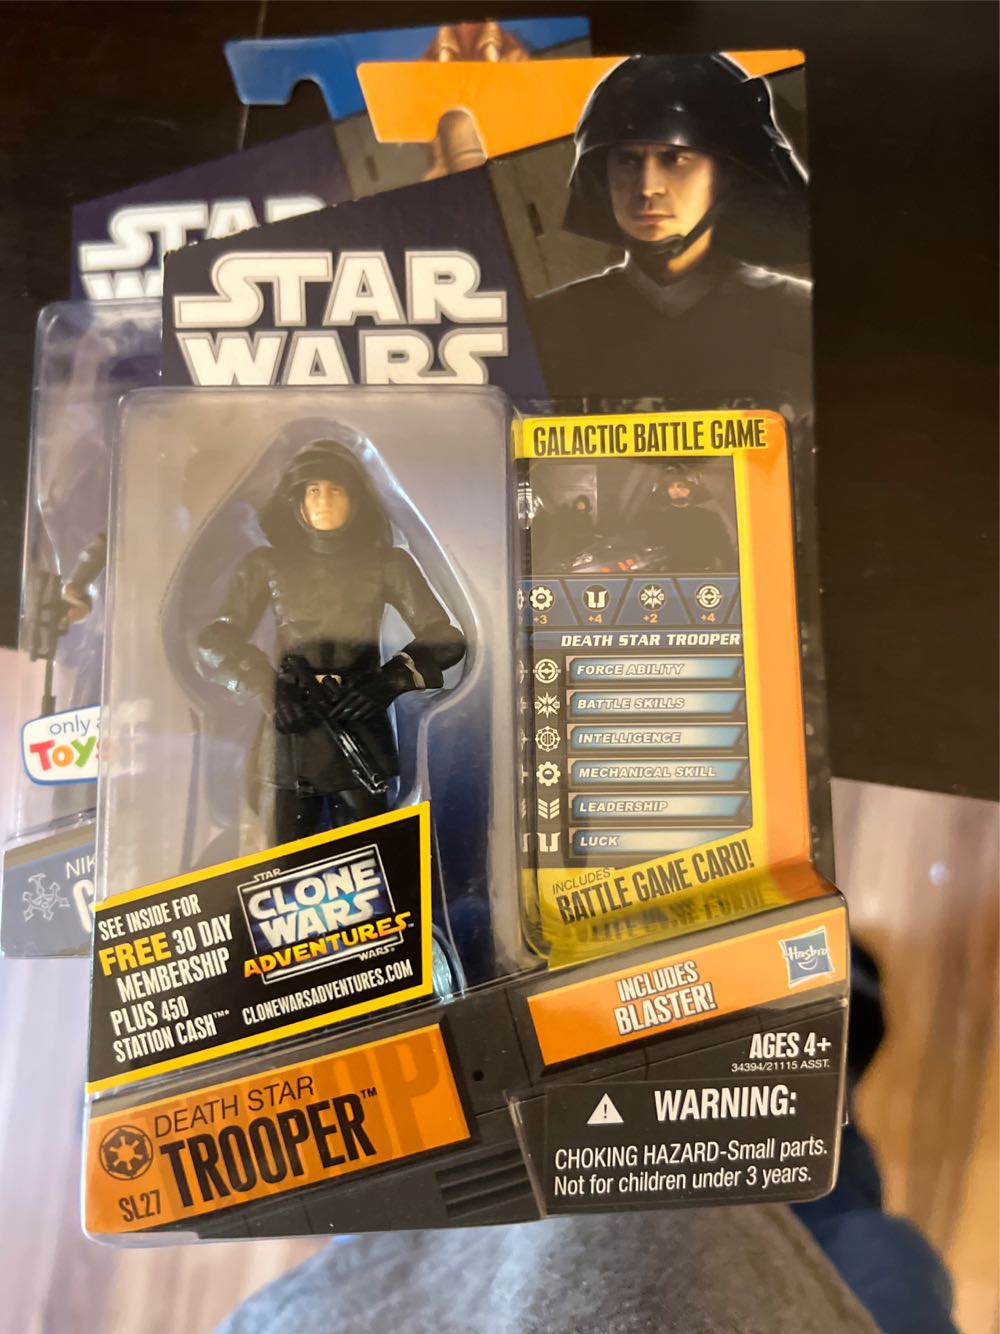 STAR
WARS
STAR
WARS
GALACTIC BATTLE GAME
+3 +4 +2 +4
DEATH STAR TROOPER
FORCE ABILITY
BATTLE SKILLS
INTELLIGENCE
MECHANICAL SKILL
LEADERSHIP
LUCK
INCLUDES
BATTLE GAME CARD!
only
Toys
NIK
SEE INSIDE FOR
FREE 30 DAY
MEMBERSHIP
PLUS 450
STATION CASH™*
STAR
CLONE
WARS
ADVENTURES™
WARS
CLONEWARSADVENTURES.COM
INCLUDES
BLASTER!
Hasbro
AGES 4+
34394/21115 ASST.
DEATH STAR
TROOPER™
SL27
WARNING:
CHOKING HAZARD-Small parts.
Not for children under 3 years.